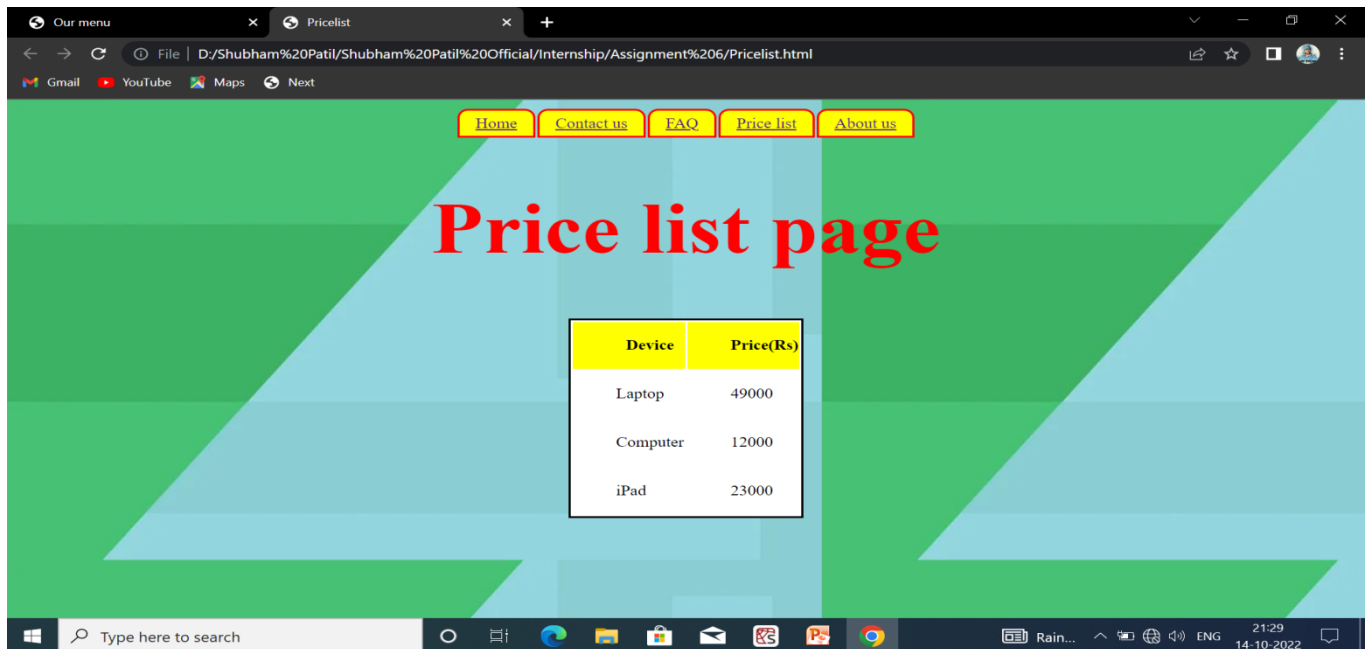 Our menu
Pricelist
File | D:/Shubham%20Patil/Shubham%20Patil%20Official/Internship/Assignment%206/Pricelist.html
Gmail YouTube Maps Next
Home Contact us FAQ Price list About us
Price list page
Device Price(Rs)
Laptop 49000
Computer 12000
iPad 23000
Type here to search
Rain... ENG
21:29
14-10-2022